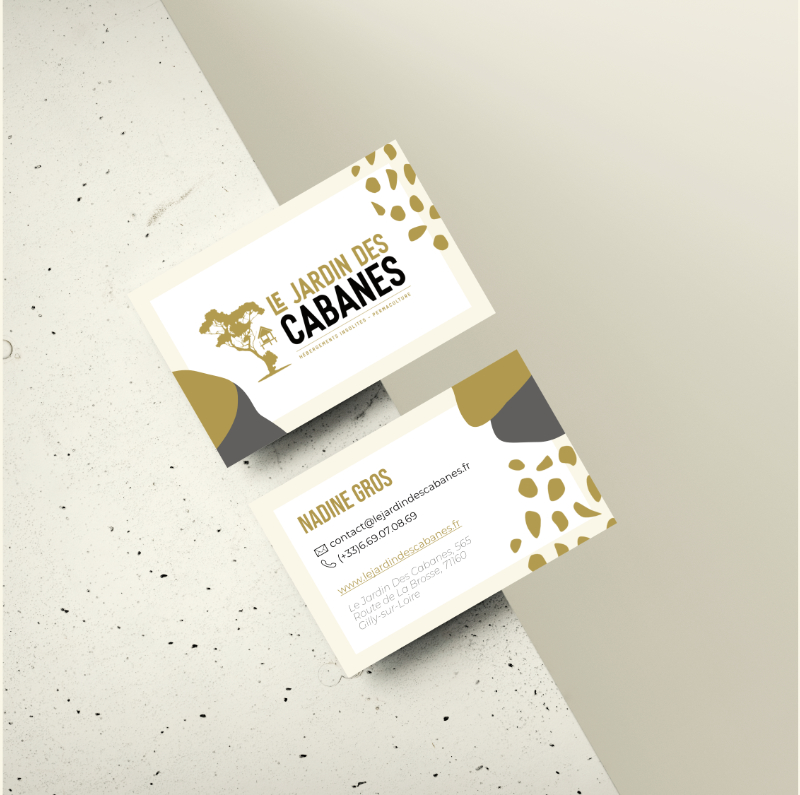 LE JARDIN DES
CABANES
HÉBERGEMENTS INSOLITES - PERMACULTURE
NADINE GROS
contact@lejardindescabanes.fr
(+33)6.69.07.08.69
www.lejardindescabanes.fr
Le Jardin Des Cabanes, 565
Route de La Brosse, 71160
Gilly-sur-Loire